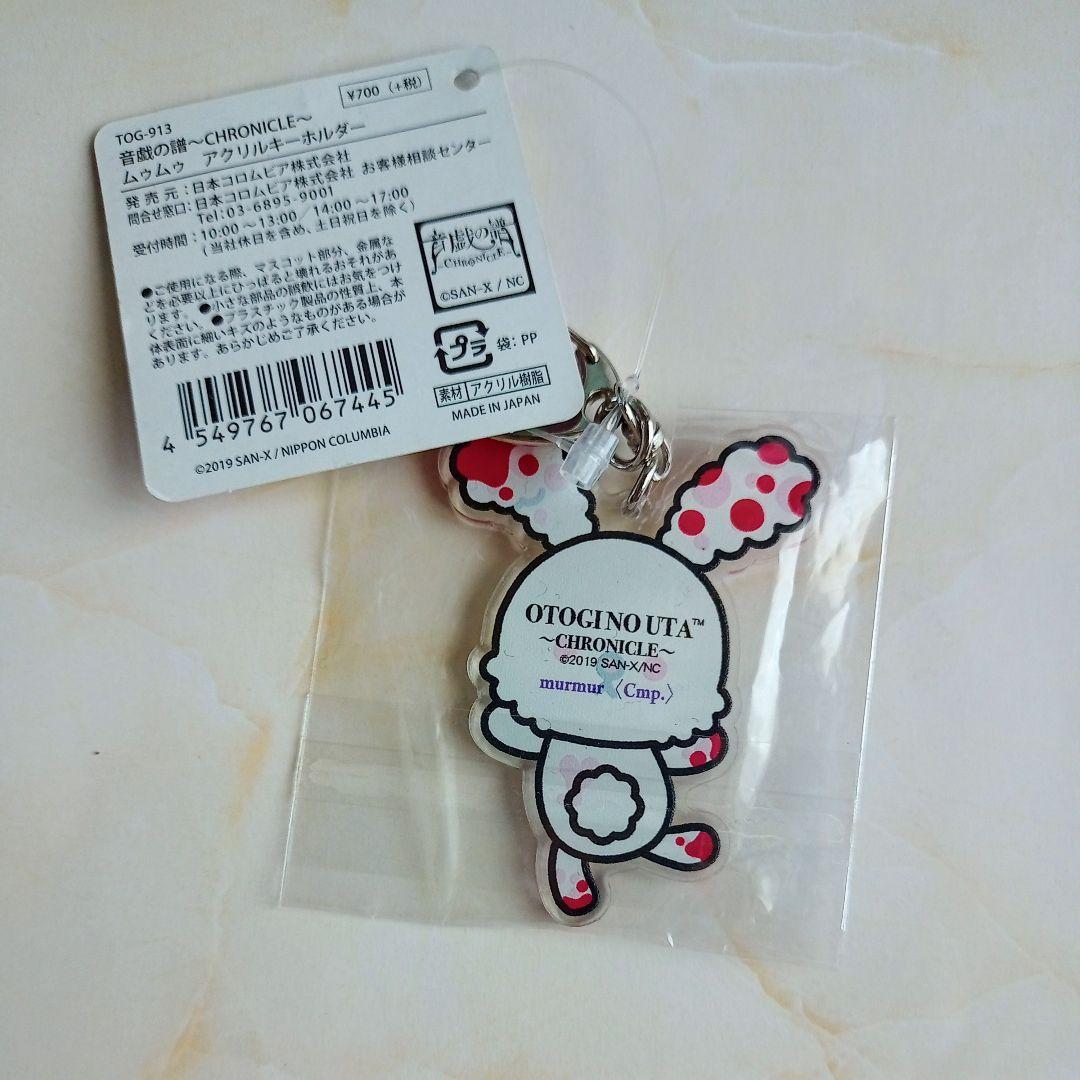 ¥700（+税）
TOG-913
音戯の譜〜CHRONICLE〜
ムゥムゥ　アクリルキーホルダー
発 売 元：日本コロムビア株式会社
問合せ窓口：日本コロムビア株式会社 お客様相談センター
Tel：03-6895-9001
受付時間：10:00〜13:00／14:00〜17:00
（当社休日を含め、土日祝日を除く）
●ご使用になる際、マスコット部分、金属な
どを必要以上にひっぱると壊れるおそれがあ
ります。●小さな部品の誤飲にはお気をつけ
ください。●プラスチック製品の性質上、本
体表面に細いキズのようなものがある場合が
あります。あらかじめご了承ください。
音戯の譜
CHRONICLE
©SAN-X / NC
プラ 袋：PP
素材 アクリル樹脂
MADE IN JAPAN
4 549767 067445
©2019 SAN-X / NIPPON COLUMBIA
OTOGI NO UTA™
〜CHRONICLE〜
©2019 SAN-X/NC
murmur〈Cmp.〉